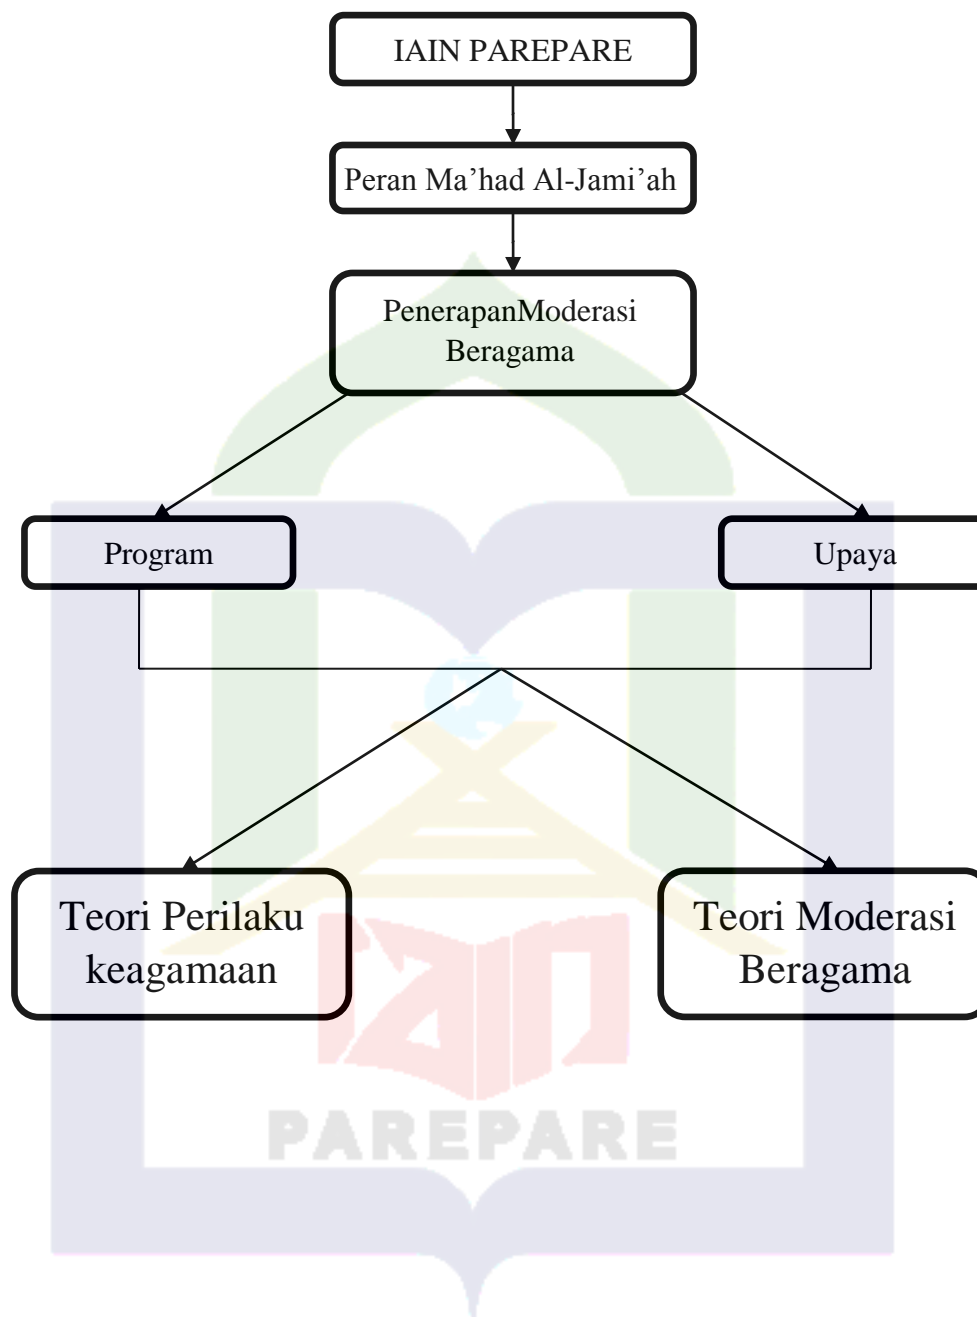 IAIN PAREPARE
Peran Ma’had Al-Jami’ah
PenerapanModerasi
Beragama
Program
Upaya
Teori Perilaku
keagamaan
Teori Moderasi
Beragama
iain
PAREPARE